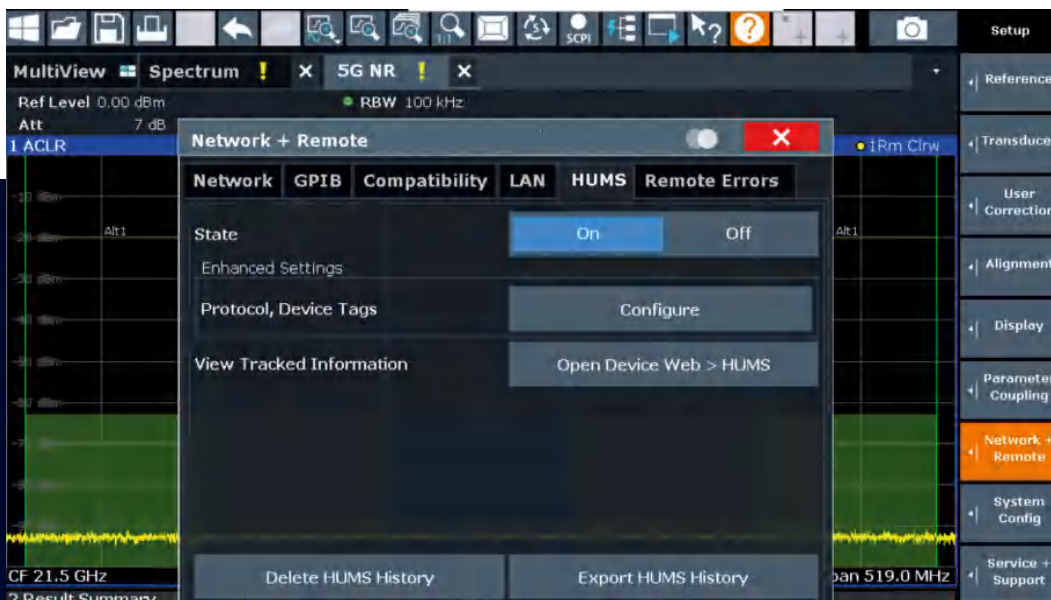 1:1
SCPI
?
?
Setup
MultiView Spectrum ! X 5G NR ! X
Reference
Ref Level 0.00 dBm RBW 100 kHz
Att 7 dB
1 ACLR
1Rm Clrw
Network + Remote
X
Transduce
Network GPIB Compatibility LAN HUMS Remote Errors
User
Correction
Alt1
State On Off
Alt1
Enhanced Settings
Alignment
Protocol, Device Tags Configure
Display
View Tracked Information Open Device Web > HUMS
Parameter
Coupling
Network +
Remote
System
Config
Delete HUMS History Export HUMS History
CF 21.5 GHz
pan 519.0 MHz
Service +
Support
2 Result Summary